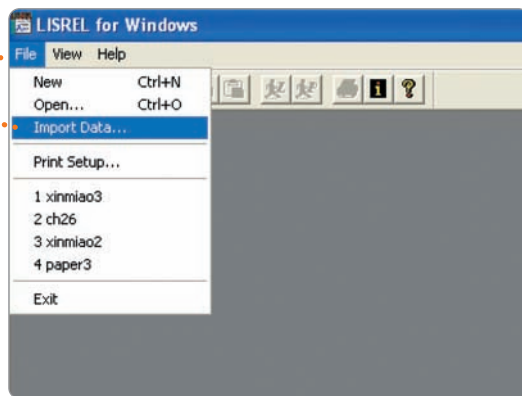 LISREL for Windows
File View Help
New Ctrl+N
Open... Ctrl+O
Import Data...
Print Setup...
1 xinmiao3
2 ch26
3 xinmiao2
4 paper3
Exit